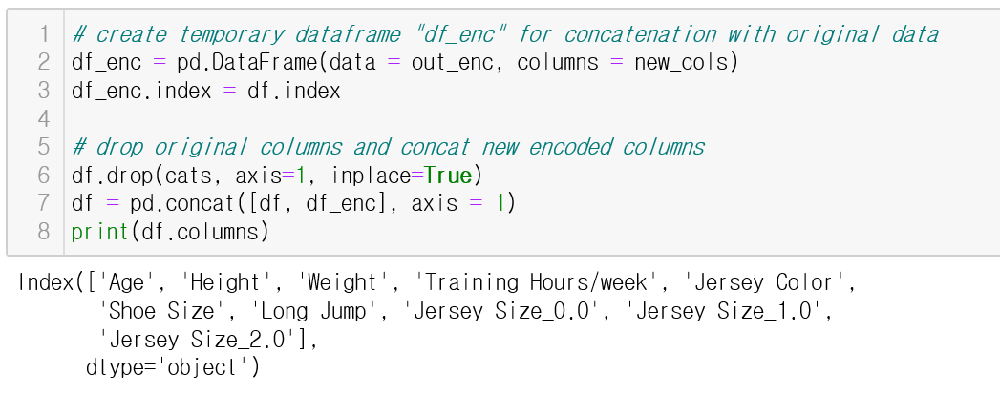 1 # create temporary dataframe "df_enc" for concatenation with original data
2 df_enc = pd.DataFrame(data = out_enc, columns = new_cols)
3 df_enc.index = df.index
4
5 # drop original columns and concat new encoded columns
6 df.drop(cats, axis=1, inplace=True)
7 df = pd.concat([df, df_enc], axis = 1)
8 print(df.columns)
Index(['Age', 'Height', 'Weight', 'Training Hours/week', 'Jersey Color',
'Shoe Size', 'Long Jump', 'Jersey Size_0.0', 'Jersey Size_1.0',
'Jersey Size_2.0'],
dtype='object')